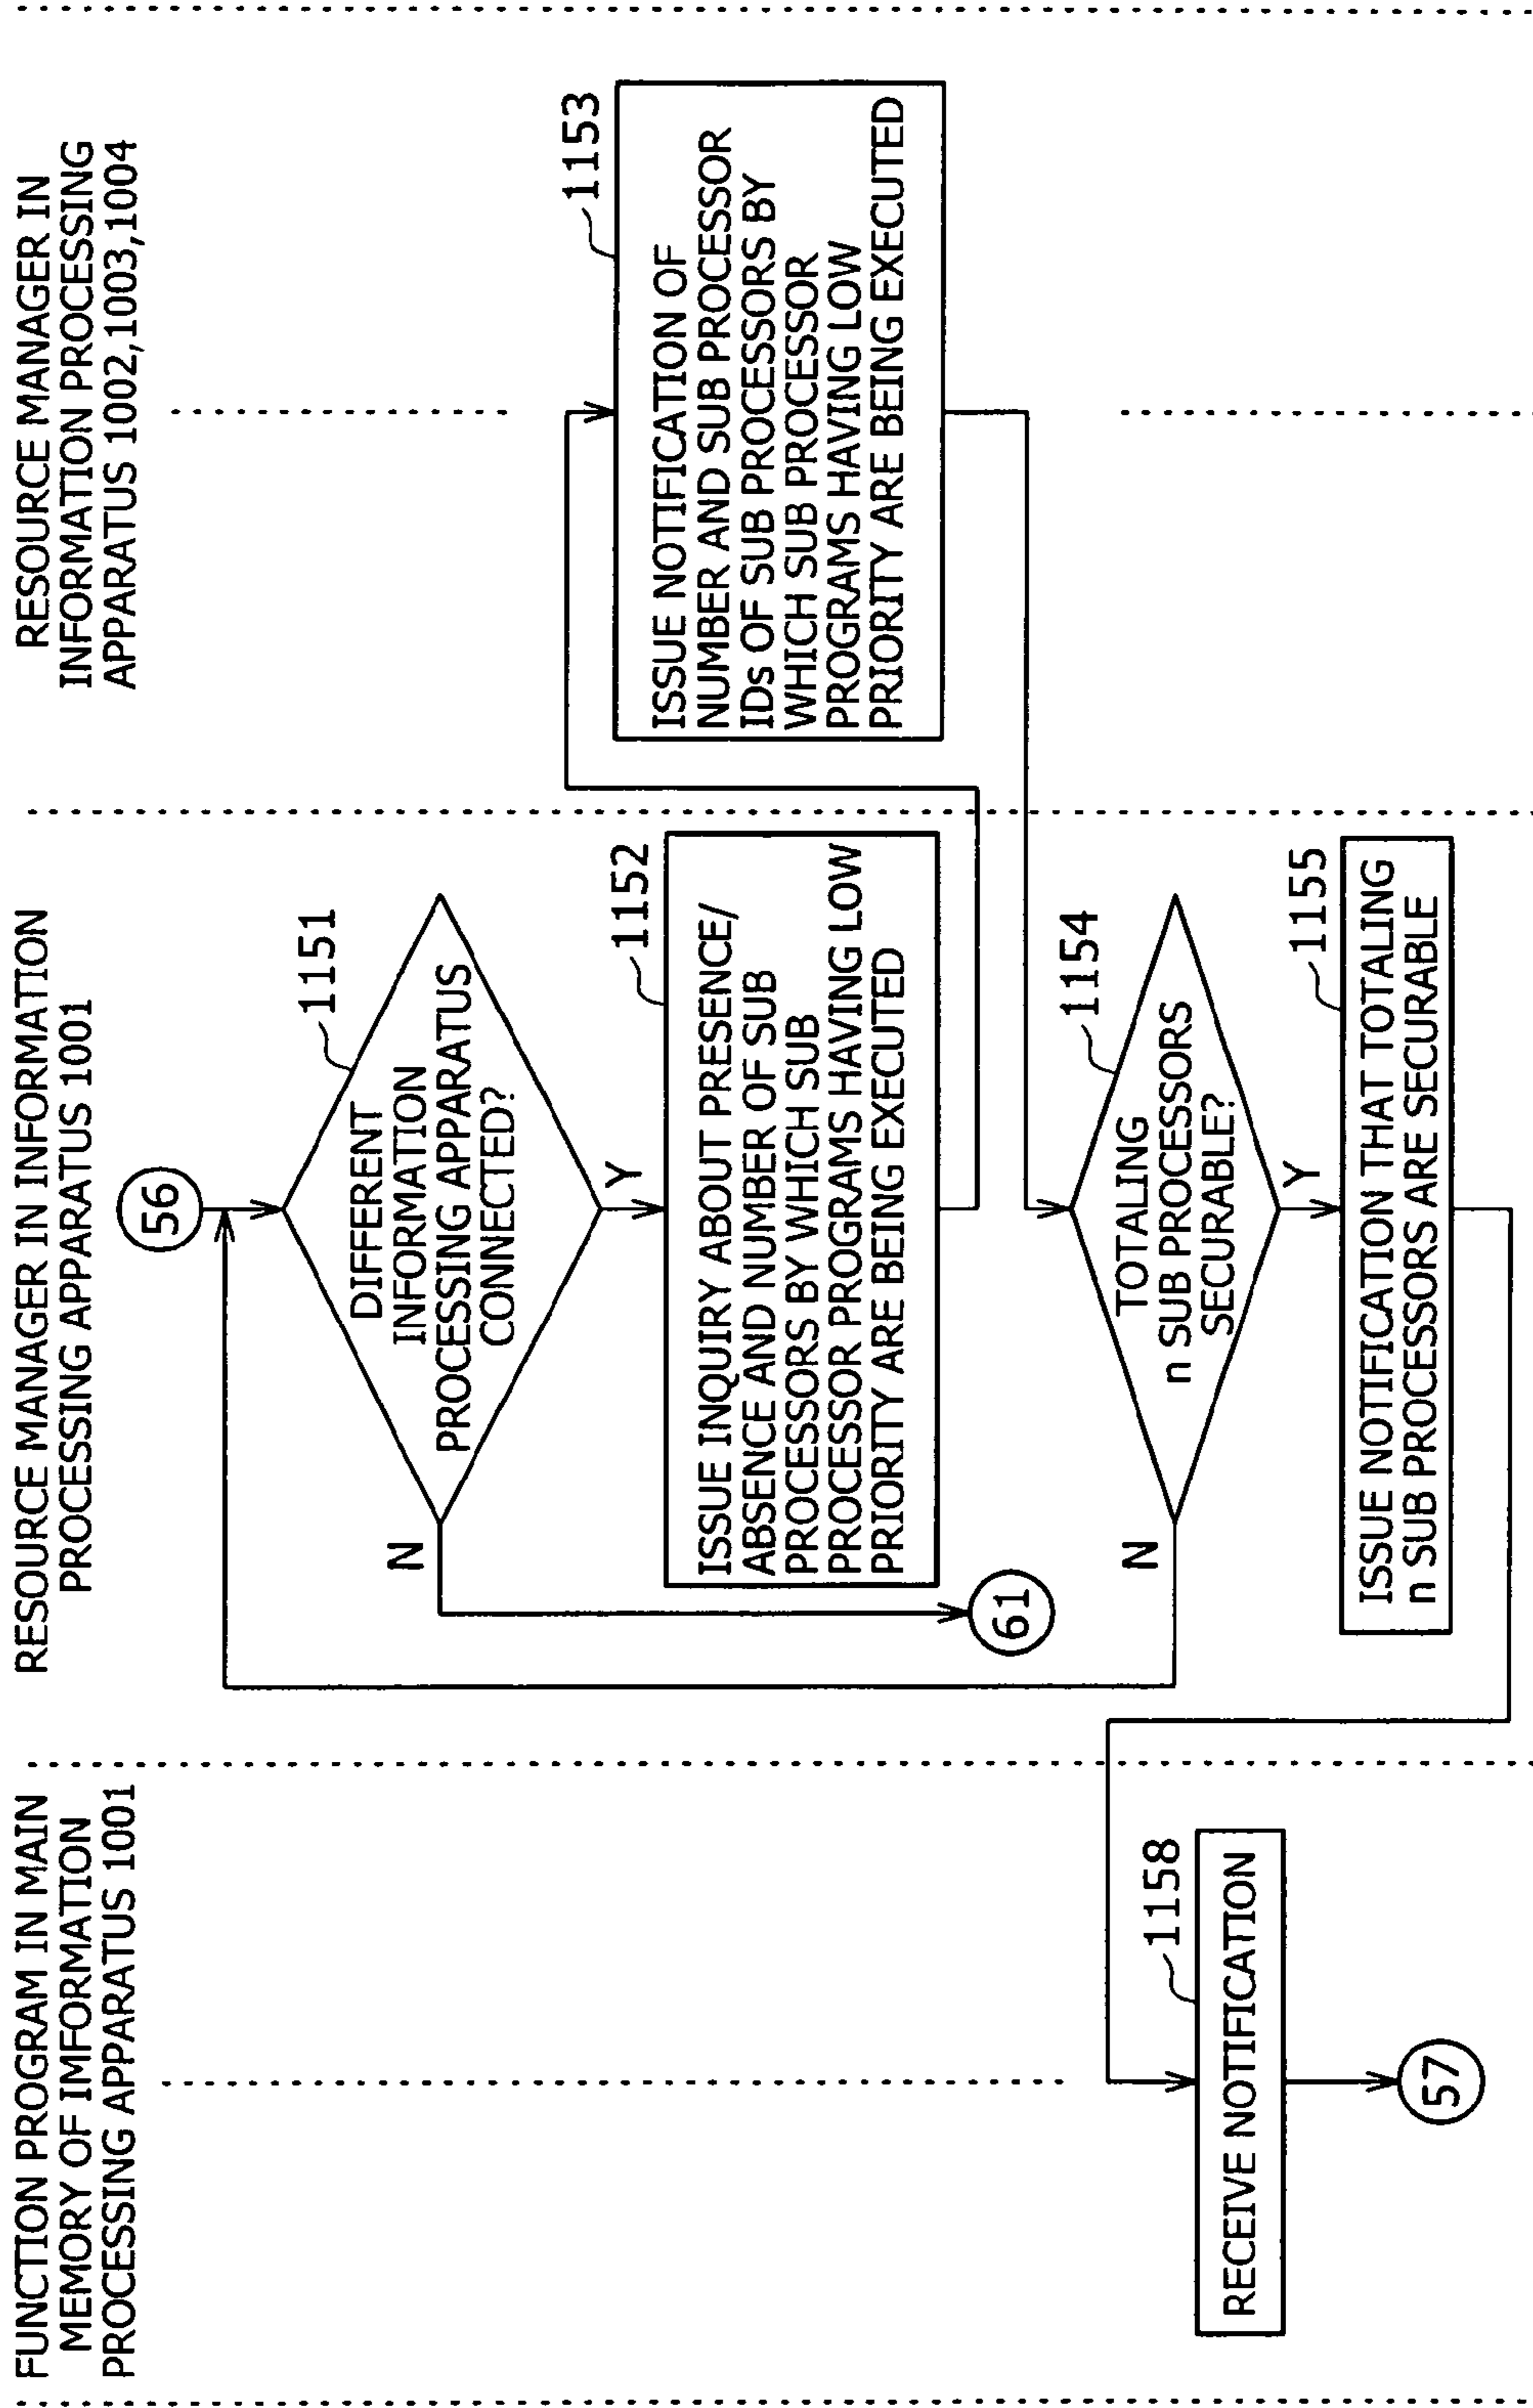 FUNCTION PROGRAM IN MAIN
MEMORY OF IMFORMATION
PROCESSING APPARATUS 1001
RESOURCE MANAGER IN INFORMATION
PROCESSING APPARATUS 1001
RESOURCE MANAGER IN
INFORMATION PROCESSING
APPARATUS 1002,1003,1004
56
1151
DIFFERENT
INFORMATION
PROCESSING APPARATUS
CONNECTED?
N
Y
1152
ISSUE INQUIRY ABOUT PRESENCE/
ABSENCE AND NUMBER OF SUB
PROCESSORS BY WHICH SUB
PROCESSOR PROGRAMS HAVING LOW
PRIORITY ARE BEING EXECUTED
61
1153
ISSUE NOTIFICATION OF
NUMBER AND SUB PROCESSOR
IDs OF SUB PROCESSORS BY
WHICH SUB PROCESSOR
PROGRAMS HAVING LOW
PRIORITY ARE BEING EXECUTED
1154
TOTALING
n SUB PROCESSORS
SECURABLE?
N
Y
1155
ISSUE NOTIFICATION THAT TOTALING
n SUB PROCESSORS ARE SECURABLE
1158
RECEIVE NOTIFICATION
57